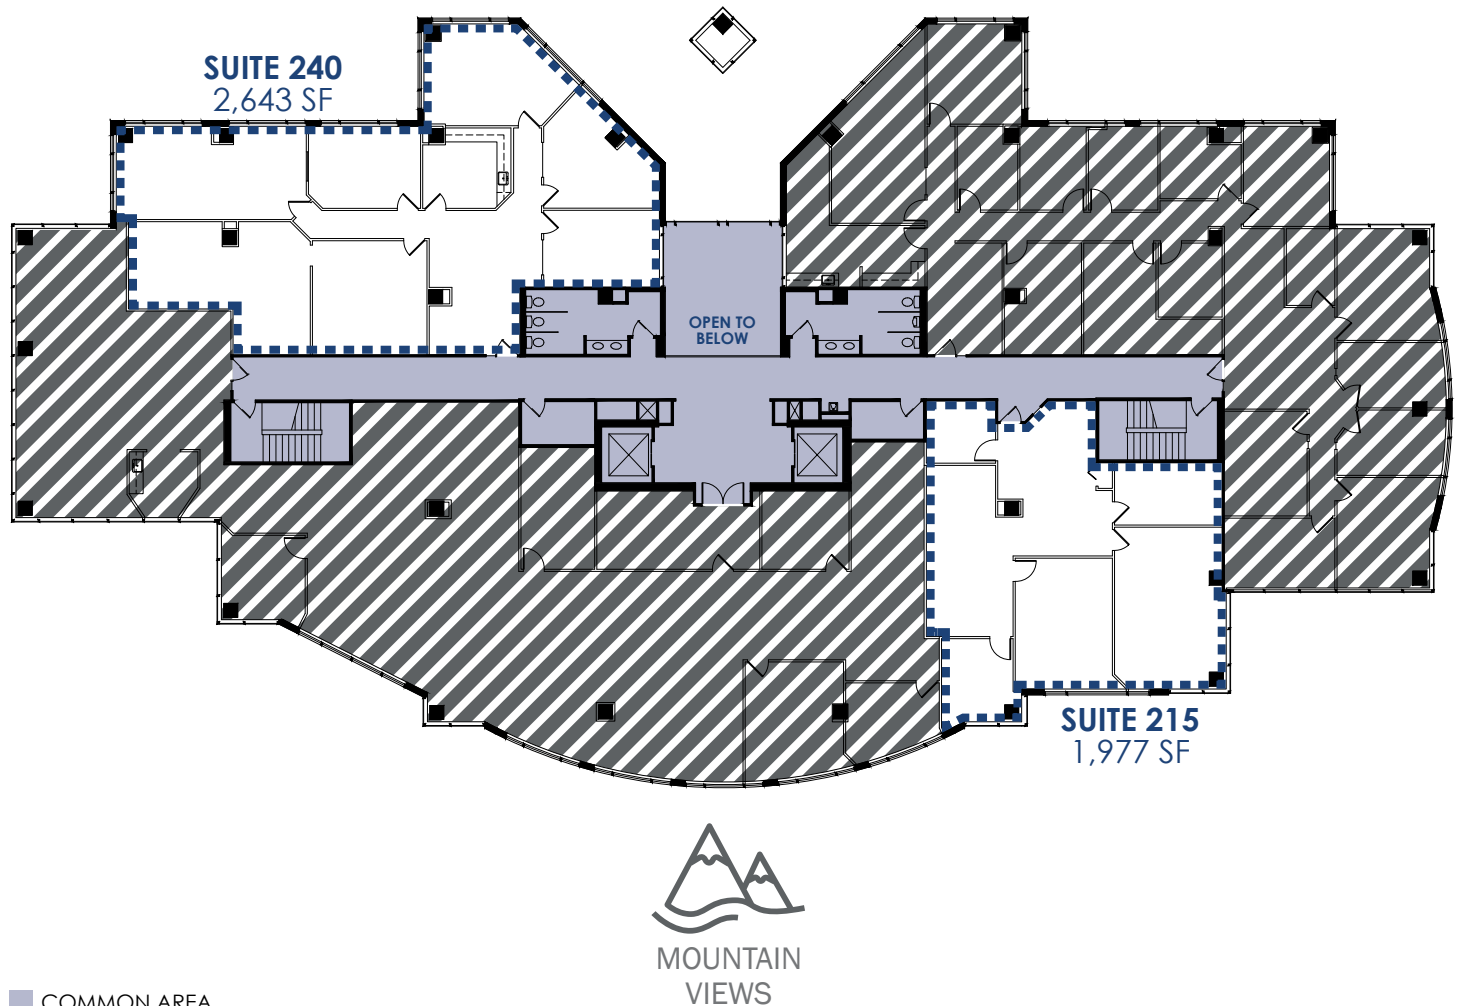 SUITE 240
2,643 SF
OPEN TO
BELOW
SUITE 215
1,977 SF
MOUNTAIN
VIEWS
COMMON AREA